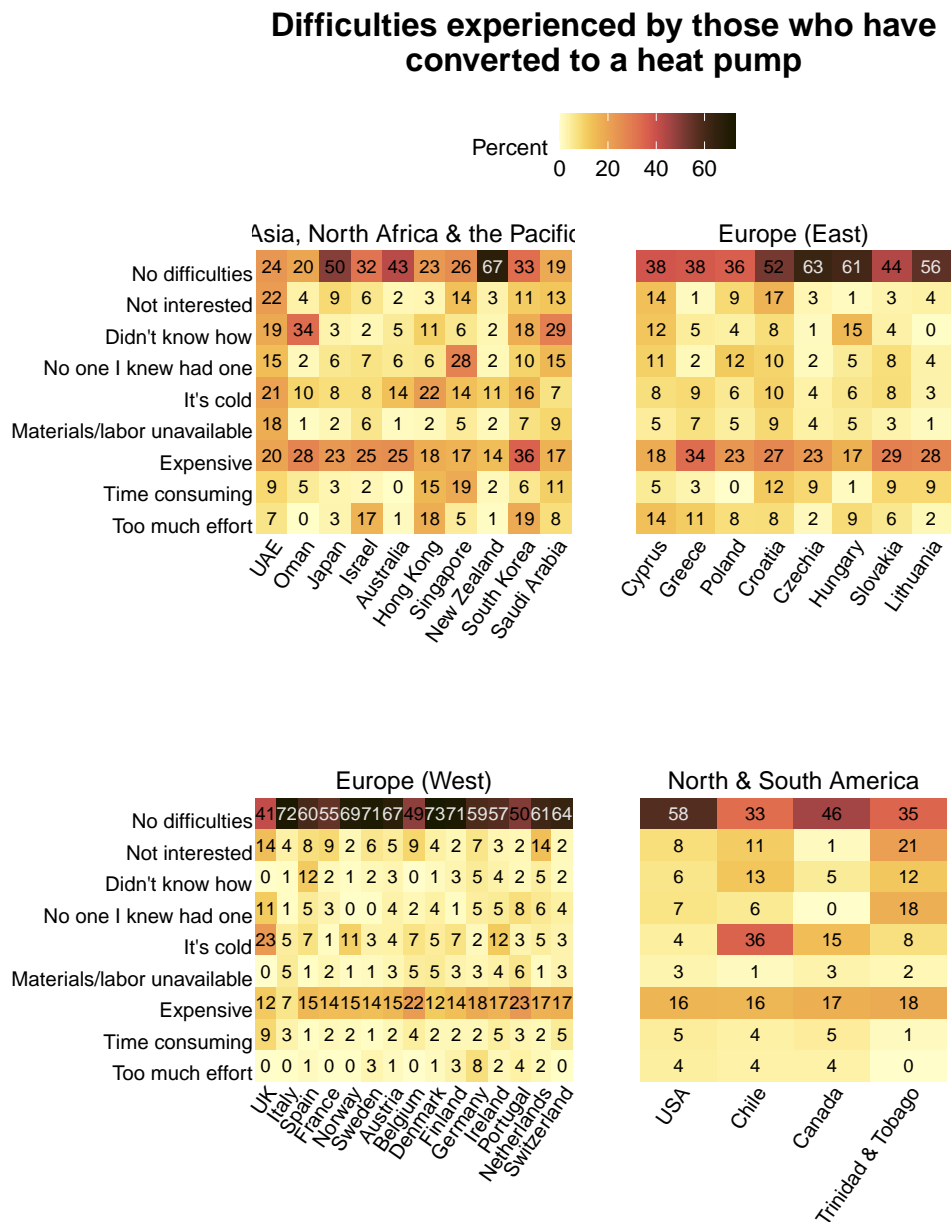 Difficulties experienced by those who have
converted to a heat pump
Percent
0 20 40 60
Asia, North Africa & the Pacific
No difficulties 24 20 50 32 43 23 26 67 33 19
Not interested 22 4 9 6 2 3 14 3 11 13
Didn't know how 19 34 3 2 5 11 6 2 18 29
No one I knew had one 15 2 6 7 6 6 28 2 10 15
It's cold 21 10 8 8 14 22 14 11 16 7
Materials/labor unavailable 18 1 2 6 1 2 5 2 7 9
Expensive 20 28 23 25 25 18 17 14 36 17
Time consuming 9 5 3 2 0 15 19 2 6 11
Too much effort 7 0 3 17 1 18 5 1 19 8
UAE Oman Japan Israel Australia Hong Kong Singapore New Zealand South Korea Saudi Arabia
Europe (East)
38 38 36 52 63 61 44 56
14 1 9 17 3 1 3 4
12 5 4 8 1 15 4 0
11 2 12 10 2 5 8 4
8 9 6 10 4 6 8 3
5 7 5 9 4 5 3 1
18 34 23 27 23 17 29 28
5 3 0 12 9 1 9 9
14 11 8 8 2 9 6 2
Cyprus Greece Poland Croatia Czechia Hungary Slovakia Lithuania
Europe (West)
No difficulties 41 72 60 55 69 71 67 49 73 71 59 57 50 61 64
Not interested 14 4 8 9 2 6 5 9 4 2 7 3 2 14 2
Didn't know how 0 1 12 2 1 2 3 0 1 3 5 4 2 5 2
No one I knew had one 11 1 5 3 0 0 4 2 4 1 5 5 8 6 4
It's cold 23 5 7 1 11 3 4 7 5 7 2 12 3 5 3
Materials/labor unavailable 0 5 1 2 1 1 3 5 5 3 3 4 6 1 3
Expensive 12 7 15 14 15 14 15 22 12 14 18 17 23 17 17
Time consuming 9 3 1 2 2 1 2 4 2 2 2 5 3 2 5
Too much effort 0 0 1 0 0 3 1 0 1 3 8 2 4 2 0
UK Italy Spain France Norway Sweden Austria Belgium Denmark Finland Germany Ireland Portugal Netherlands Switzerland
North & South America
58 33 46 35
8 11 1 21
6 13 5 12
7 6 0 18
4 36 15 8
3 1 3 2
16 16 17 18
5 4 5 1
4 4 4 0
USA Chile Canada Trinidad & Tobago